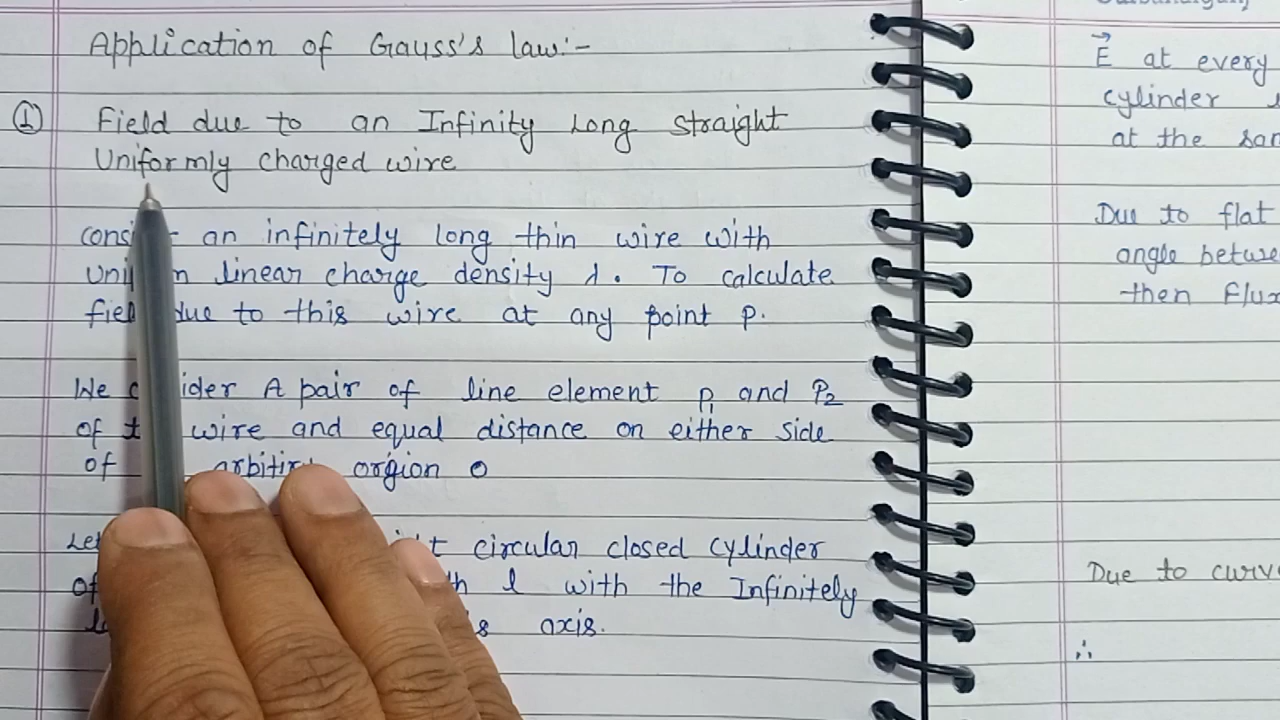 Application of Gauss's law:-
① Field due to an Infinity Long Straight
Uniformly charged wire
an infinitely long thin wire with
linear charge density λ. To calculate
due to this wire at any point P.
We A pair of line element P1 and P2
of wire and equal distance on either side
of orgion O
circular closed cylinder
of l with the Infinitely
axis.
E⃗ at every
cylinder
at the
Due to flat
angle
then
Due to
∴